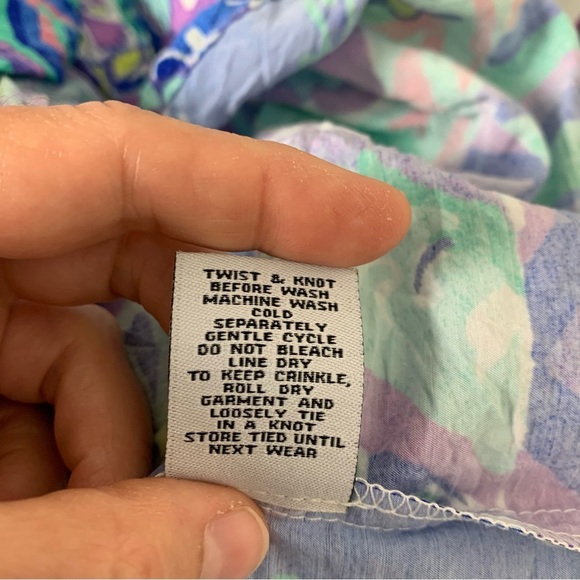 TWIST & KNOT
BEFORE WASH
MACHINE WASH
COLD
SEPARATELY
GENTLE CYCLE
DO NOT BLEACH
LINE DRY
TO KEEP CRINKLE,
ROLL DRY
GARMENT AND
LOOSELY TIE
IN A KNOT
STORE TIED UNTIL
NEXT WEAR